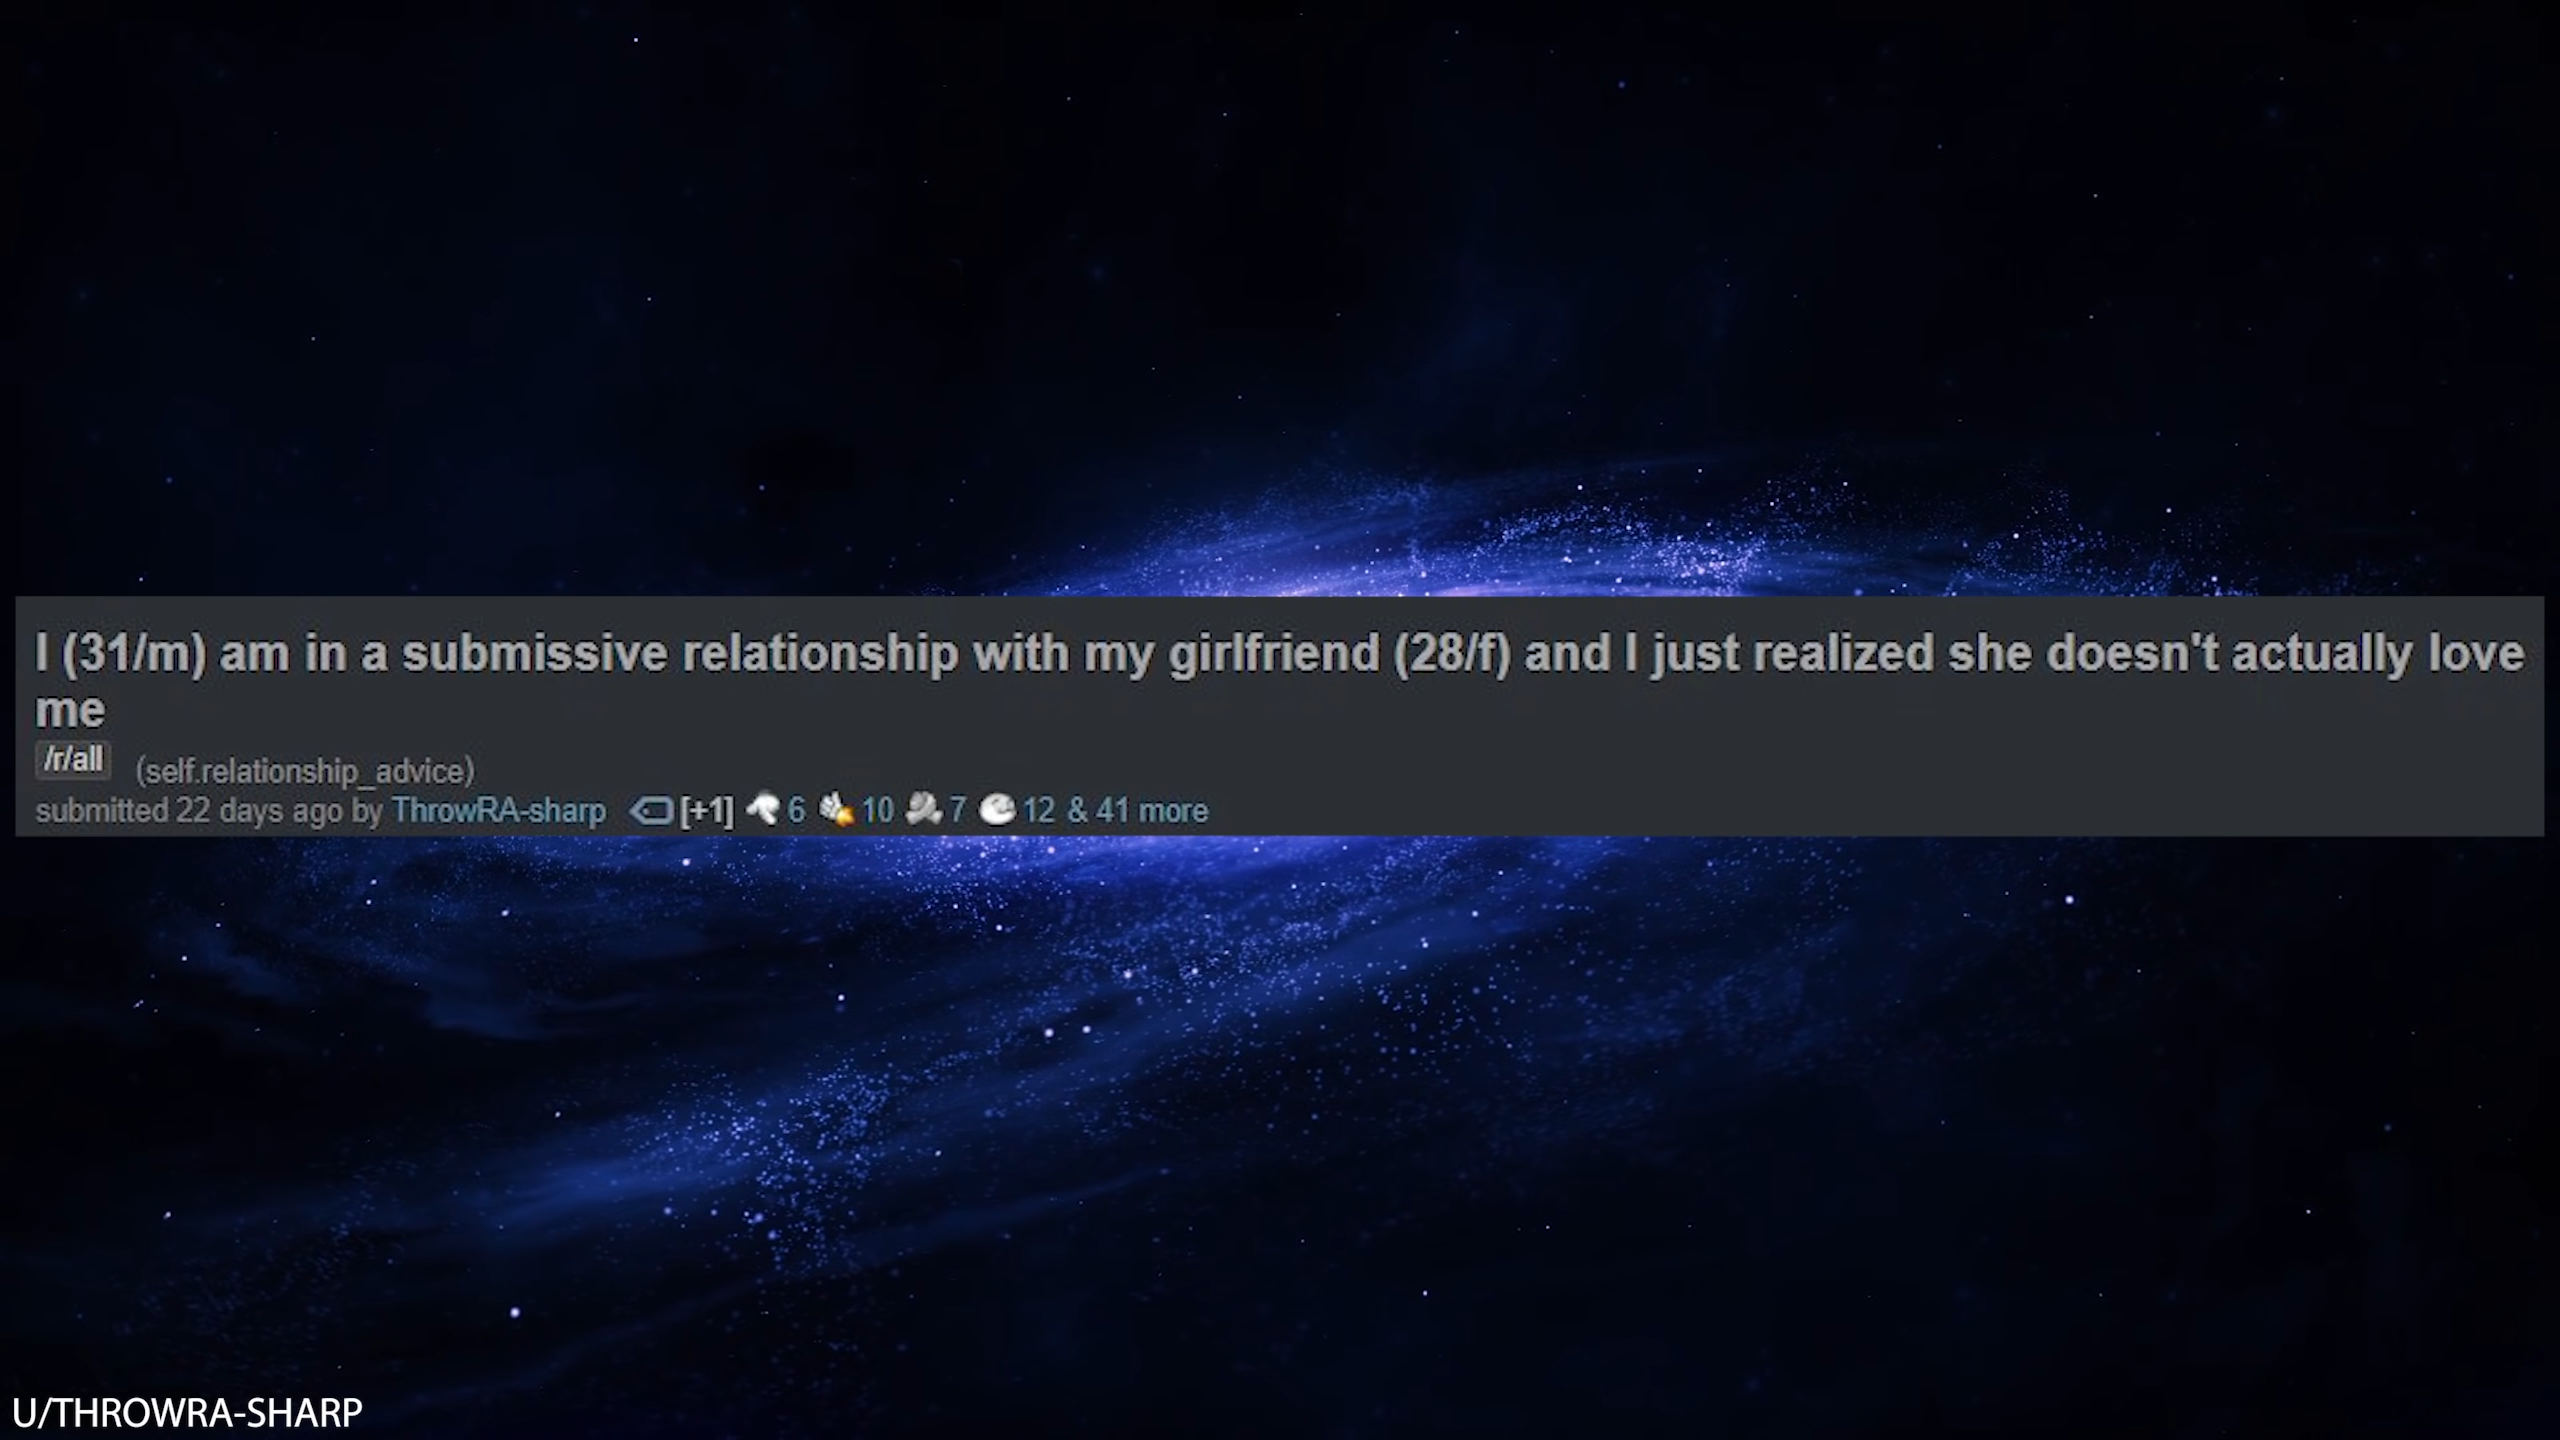 I (31/m) am in a submissive relationship with my girlfriend (28/f) and I just realized she doesn't actually love
me
/r/all (self.relationship_advice)
submitted 22 days ago by ThrowRA-sharp [+1] 6 10 7 12 & 41 more
U/THROWRA-SHARP